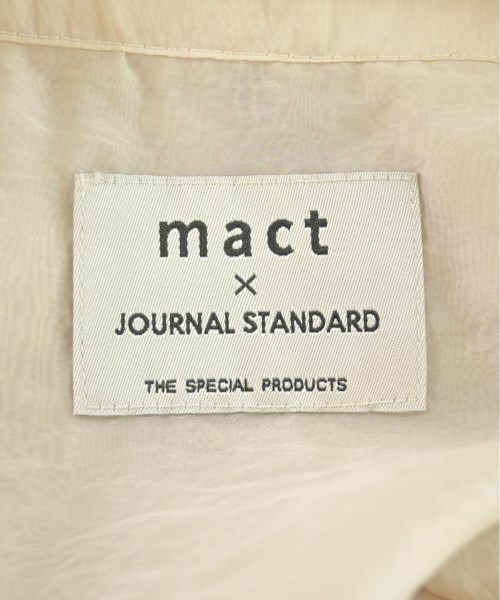 mact
×
JOURNAL STANDARD
THE SPECIAL PRODUCTS